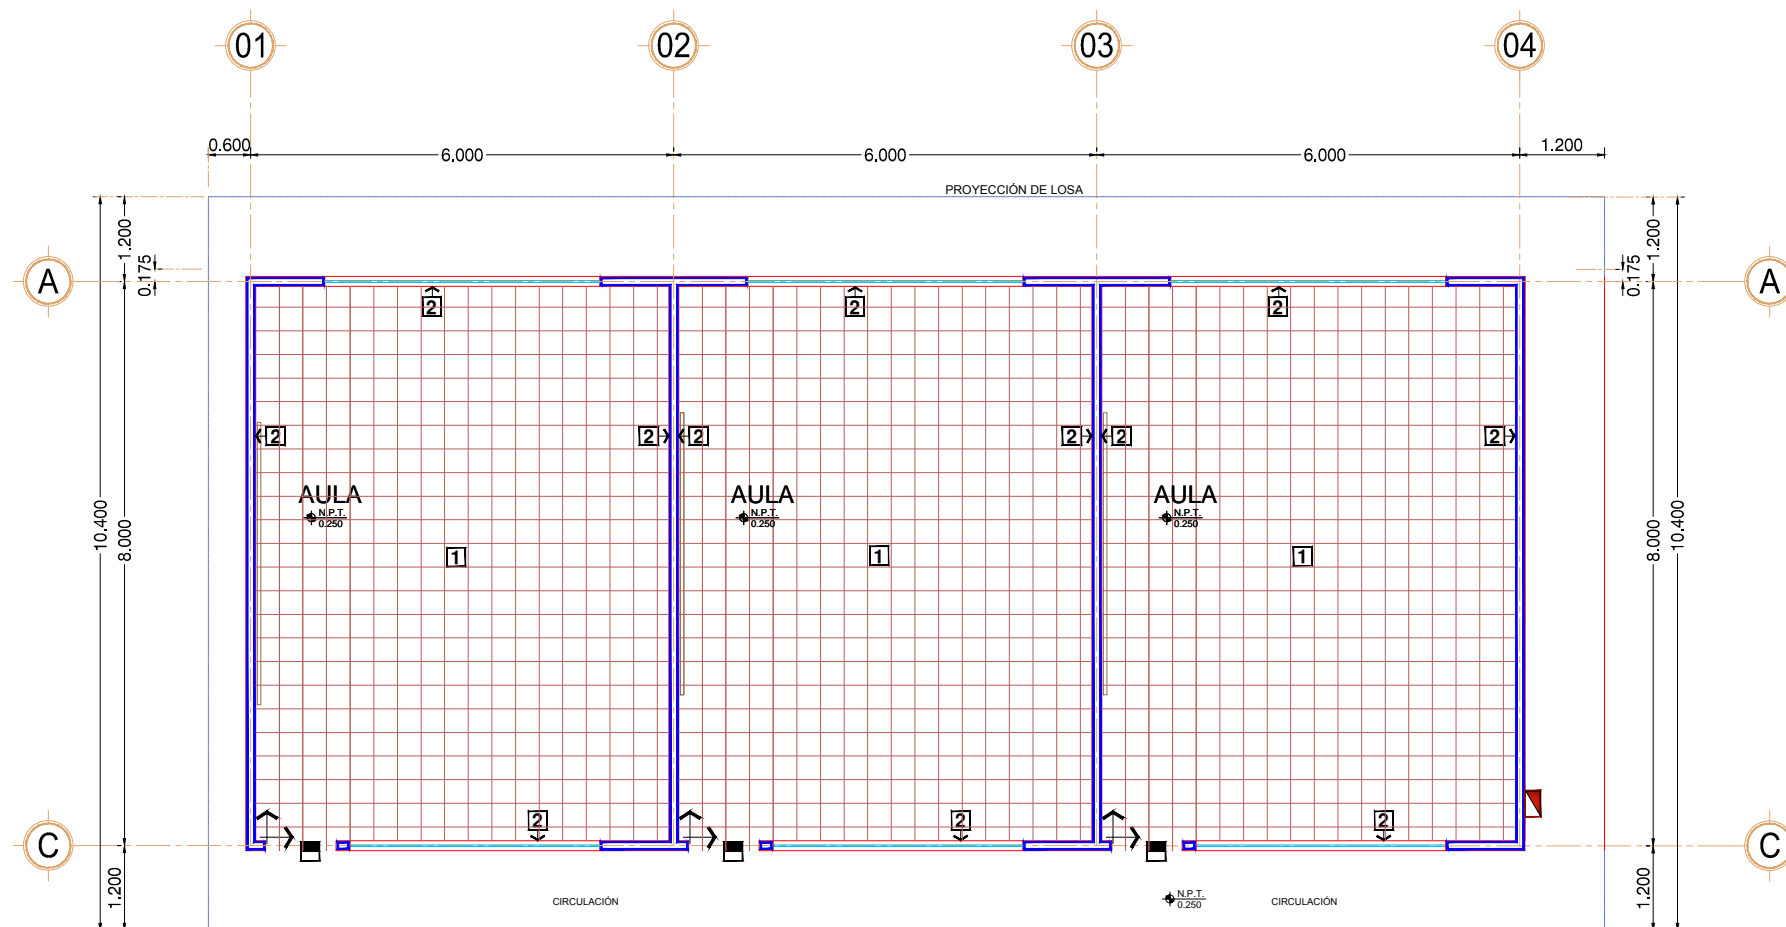 01 02 03 04
0.600 6.000 6.000 6.000 1.200
PROYECCIÓN DE LOSA
1.200 1.200
0.175 0.175
A A
2 2 2
2 2 2 2 2 2
AULA AULA AULA
N.P.T. N.P.T. N.P.T.
0.250 0.250 0.250
10.400 8.000 8.000 10.400
1 1 1
2 2 2
C C
1.200 1.200
CIRCULACIÓN N.P.T. CIRCULACIÓN
0.250